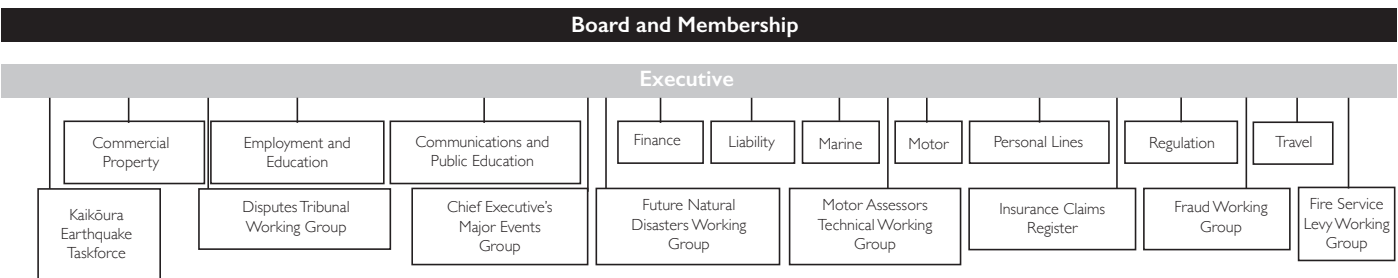 Board and Membership
Executive
Commercial
Property
Employment and
Education
Communications and
Public Education
Finance
Liability
Marine
Motor
Personal Lines
Regulation
Travel
Kaikōura
Earthquake
Taskforce
Disputes Tribunal
Working Group
Chief Executive's
Major Events
Group
Future Natural
Disasters Working
Group
Motor Assessors
Technical Working
Group
Insurance Claims
Register
Fraud Working
Group
Fire Service
Levy Working
Group